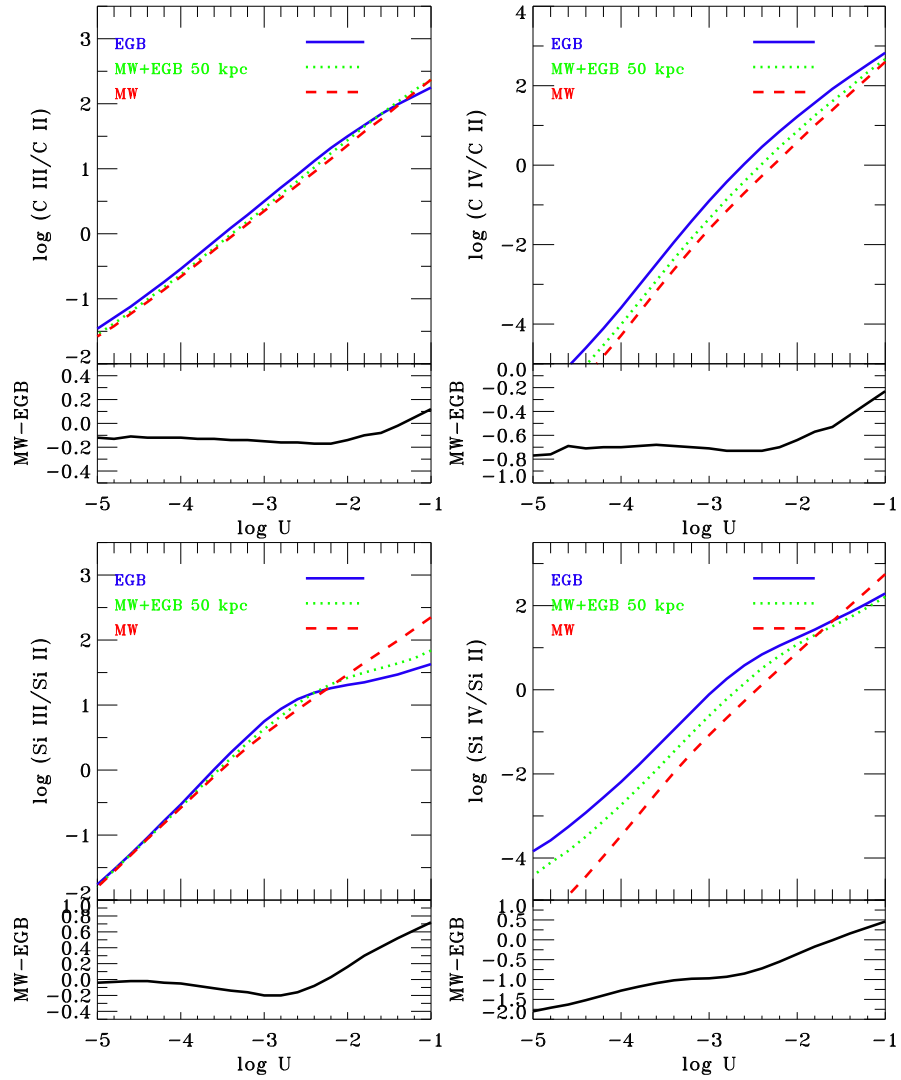 log (C III/C II)
3
2
1
0
−1
−2
EGB
MW+EGB 50 kpc
MW
MW−EGB
0.4
0.2
0.0
−0.2
−0.4
−5 −4 −3 −2 −1
log U
log (C IV/C II)
4
2
0
−2
−4
EGB
MW+EGB 50 kpc
MW
MW−EGB
0.0
−0.2
−0.4
−0.6
−0.8
−1.0
−5 −4 −3 −2 −1
log U
log (Si III/Si II)
3
2
1
0
−1
−2
EGB
MW+EGB 50 kpc
MW
MW−EGB
1.0
0.8
0.6
0.4
0.2
0.0
−0.2
−0.4
−5 −4 −3 −2 −1
log U
log (Si IV/Si II)
2
0
−2
−4
EGB
MW+EGB 50 kpc
MW
MW−EGB
1.0
0.5
0.0
−0.5
−1.0
−1.5
−2.0
−5 −4 −3 −2 −1
log U